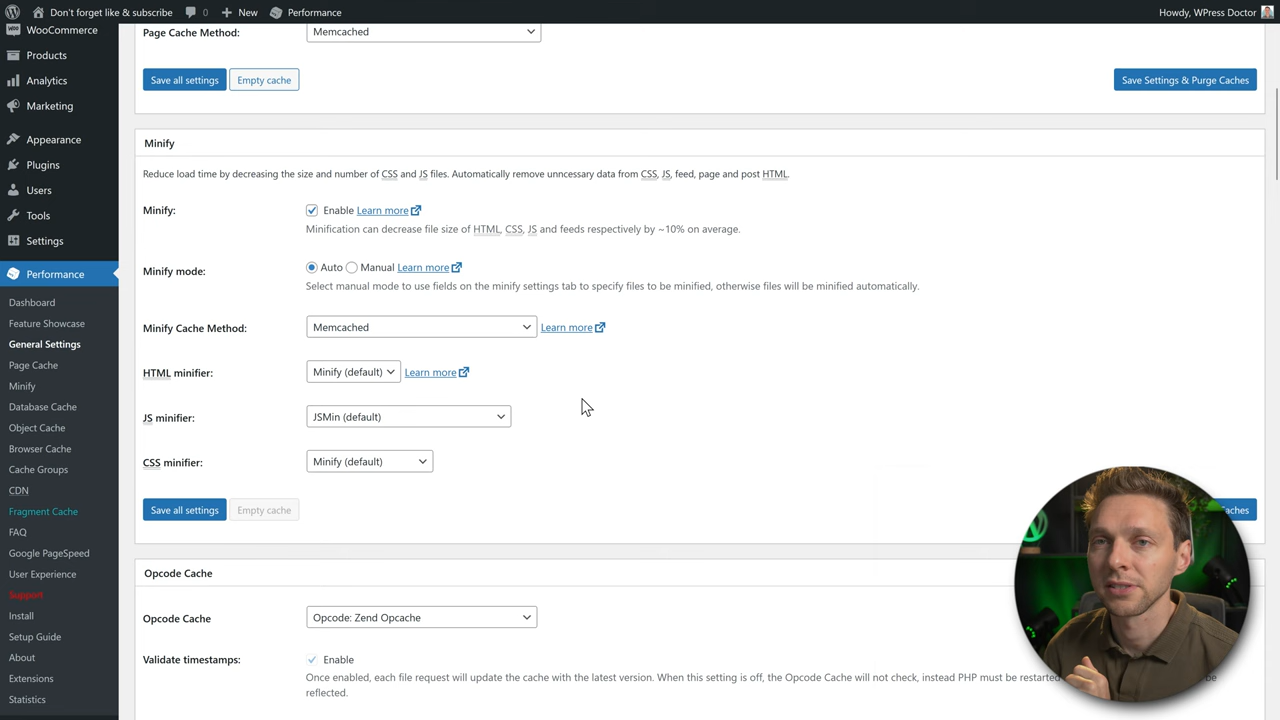 Don't forget like & subscribe 0 New Performance Howdy, WPress Doctor
WooCommerce
Products
Analytics
Marketing
Appearance
Plugins
Users
Tools
Settings
Performance
Dashboard
Feature Showcase
General Settings
Page Cache
Minify
Database Cache
Object Cache
Browser Cache
Cache Groups
CDN
Fragment Cache
FAQ
Google PageSpeed
User Experience
Support
Install
Setup Guide
About
Extensions
Statistics
Page Cache Method: Memcached
Save all settings Empty cache Save Settings & Purge Caches
Minify
Reduce load time by decreasing the size and number of CSS and JS files. Automatically remove unncessary data from CSS, JS, feed, page and post HTML.
Minify: Enable Learn more
Minification can decrease file size of HTML, CSS, JS and feeds respectively by ~10% on average.
Minify mode: Auto Manual Learn more
Select manual mode to use fields on the minify settings tab to specify files to be minified, otherwise files will be minified automatically.
Minify Cache Method: Memcached Learn more
HTML minifier: Minify (default) Learn more
JS minifier: JSMin (default)
CSS minifier: Minify (default)
Save all settings Empty cache Caches
Opcode Cache
Opcode Cache Opcode: Zend Opcache
Validate timestamps: Enable
Once enabled, each file request will update the cache with the latest version. When this setting is off, the Opcode Cache will not check, instead PHP must be restarted be
reflected.